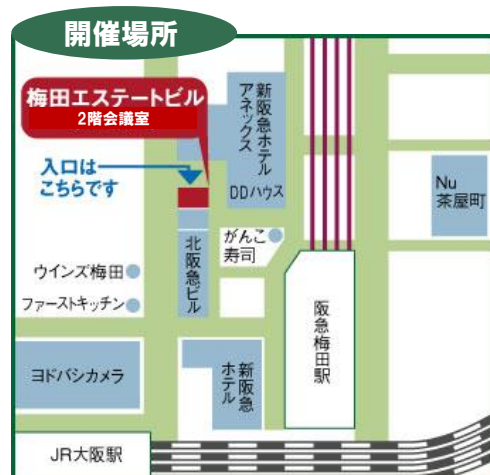 開催場所
梅田エステートビル
2階会議室
入口は
こちらです
新阪急ホテル
アネックス
DDハウス
Nu
茶屋町
がんこ
寿司
北阪急ビル
ウインズ梅田
ファーストキッチン
阪急梅田駅
ヨドバシカメラ
新阪急
ホテル
JR大阪駅